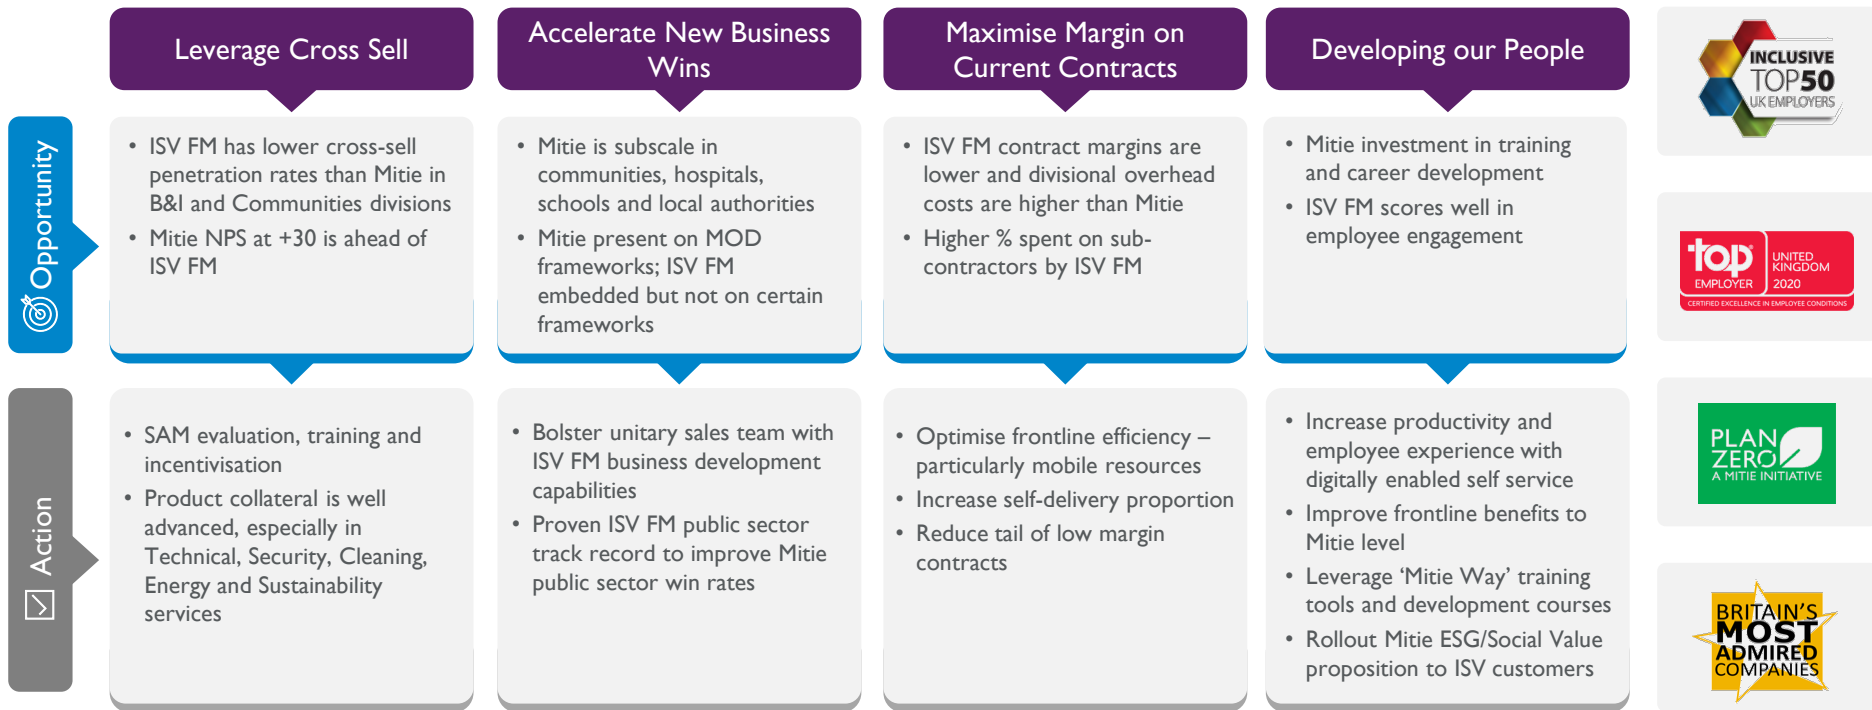 Leverage Cross Sell
Accelerate New Business
Wins
Maximise Margin on
Current Contracts
Developing our People
Opportunity
• ISV FM has lower cross-sell
penetration rates than Mitie in
B&I and Communities divisions
• Mitie NPS at +30 is ahead of
ISV FM
• Mitie is subscale in
communities, hospitals,
schools and local authorities
• Mitie present on MOD
frameworks; ISV FM
embedded but not on certain
frameworks
• ISV FM contract margins are
lower and divisional overhead
costs are higher than Mitie
• Higher % spent on sub-
contractors by ISV FM
• Mitie investment in training
and career development
• ISV FM scores well in
employee engagement
Action
• SAM evaluation, training and
incentivisation
• Product collateral is well
advanced, especially in
Technical, Security, Cleaning,
Energy and Sustainability
services
• Bolster unitary sales team with
ISV FM business development
capabilities
• Proven ISV FM public sector
track record to improve Mitie
public sector win rates
• Optimise frontline efficiency –
particularly mobile resources
• Increase self-delivery proportion
• Reduce tail of low margin
contracts
• Increase productivity and
employee experience with
digitally enabled self service
• Improve frontline benefits to
Mitie level
• Leverage ‘Mitie Way’ training
tools and development courses
• Rollout Mitie ESG/Social Value
proposition to ISV customers
INCLUSIVE
TOP50
UK EMPLOYERS
top
EMPLOYER
UNITED
KINGDOM
2020
CERTIFIED EXCELLENCE IN EMPLOYEE CONDITIONS
PLAN
ZERO
A MITIE INITIATIVE
BRITAIN'S
MOST
ADMIRED
COMPANIES